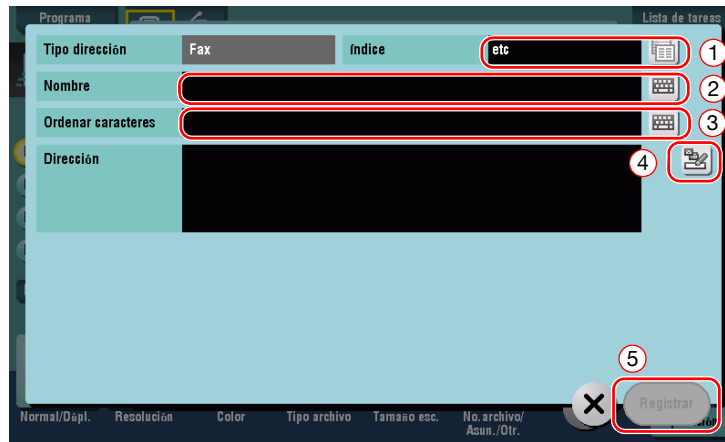 Programa
Lista de tareas
Tipo dirección Fax Índice etc 1
Nombre 2
Ordenar caracteres 3
Dirección 4
5
Registrar
Normal/Dúpl. Resolución Color Tipo archivo Tamaño esc. No. archivo/
Asun./Otr.